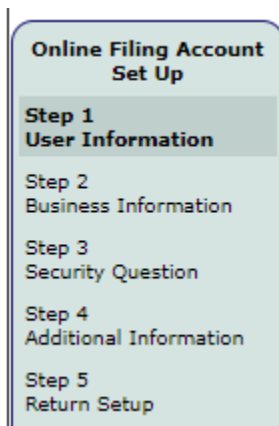 Online Filing Account
Set Up
Step 1
User Information
Step 2
Business Information
Step 3
Security Question
Step 4
Additional Information
Step 5
Return Setup